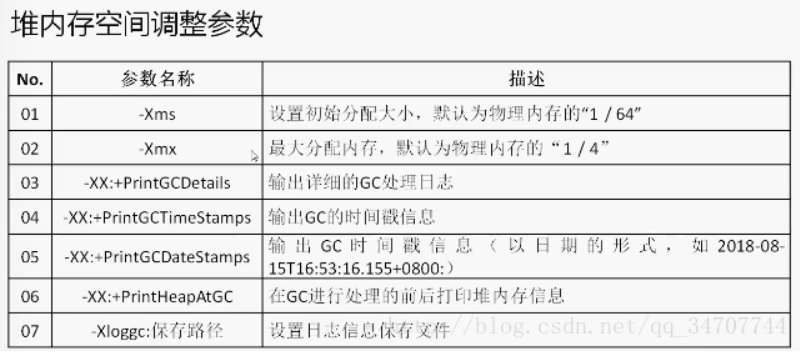 堆内存空间调整参数
No. 参数名称 描述
01 -Xms 设置初始分配大小，默认为物理内存的“1 / 64”
02 -Xmx 最大分配内存，默认为物理内存的“1 / 4”
03 -XX:+PrintGCDetails 输出详细的GC处理日志
04 -XX:+PrintGCTimeStamps 输出GC的时间戳信息
05 -XX:+PrintGCDateStamps 输出GC时间戳信息（以日期的形式，如 2018-08-
15T16:53:16.155+0800:）
06 -XX:+PrintHeapAtGC 在GC进行处理的前后打印堆内存信息
07 -Xloggc:保存路径 设置日志信息保存文件
http://blog.csdn.net/qq_34707744